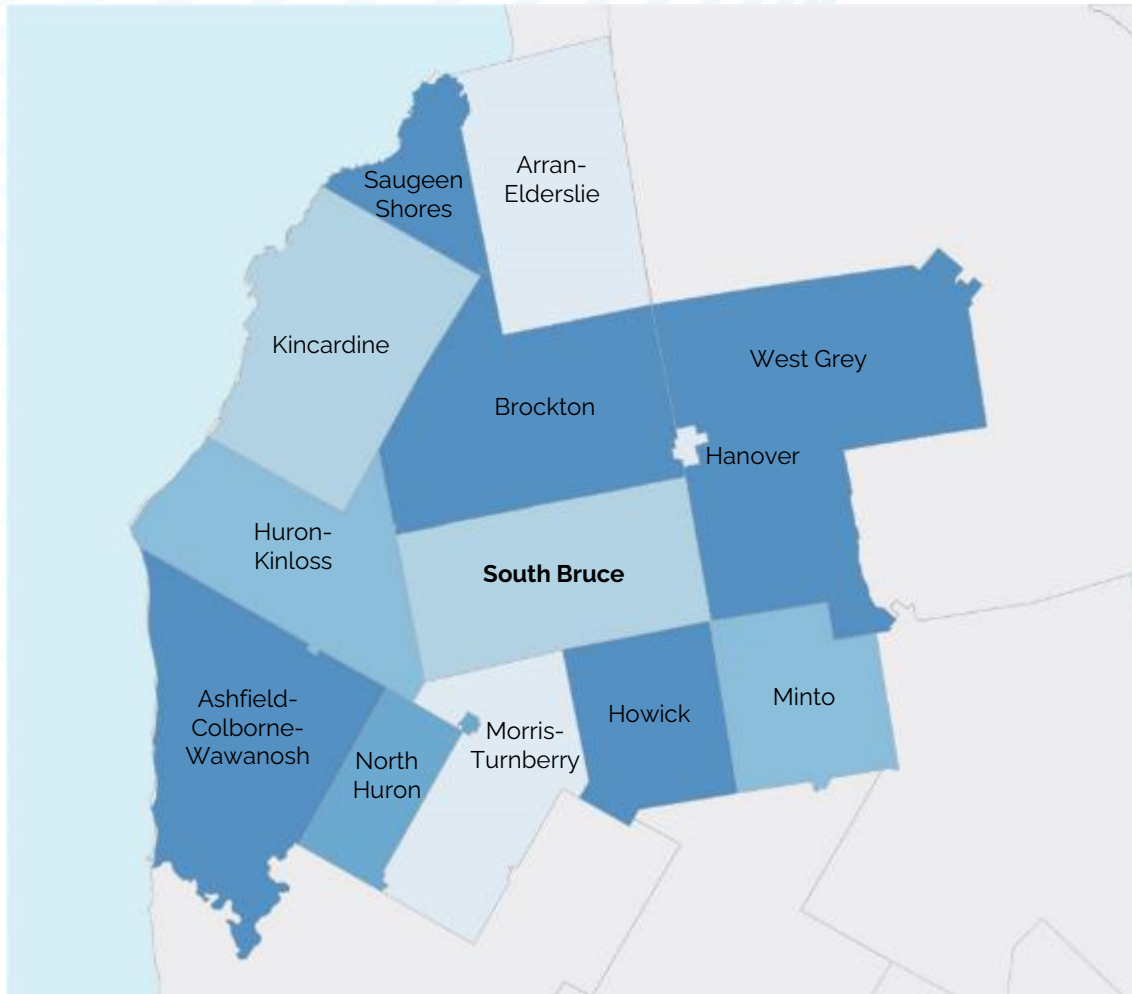 Arran-
Elderslie
Saugeen
Shores
Kincardine
West Grey
Brockton
Hanover
Huron-
Kinloss
South Bruce
Ashfield-
Colborne-
Wawanosh
Howick
Minto
Morris-
Turnberry
North
Huron